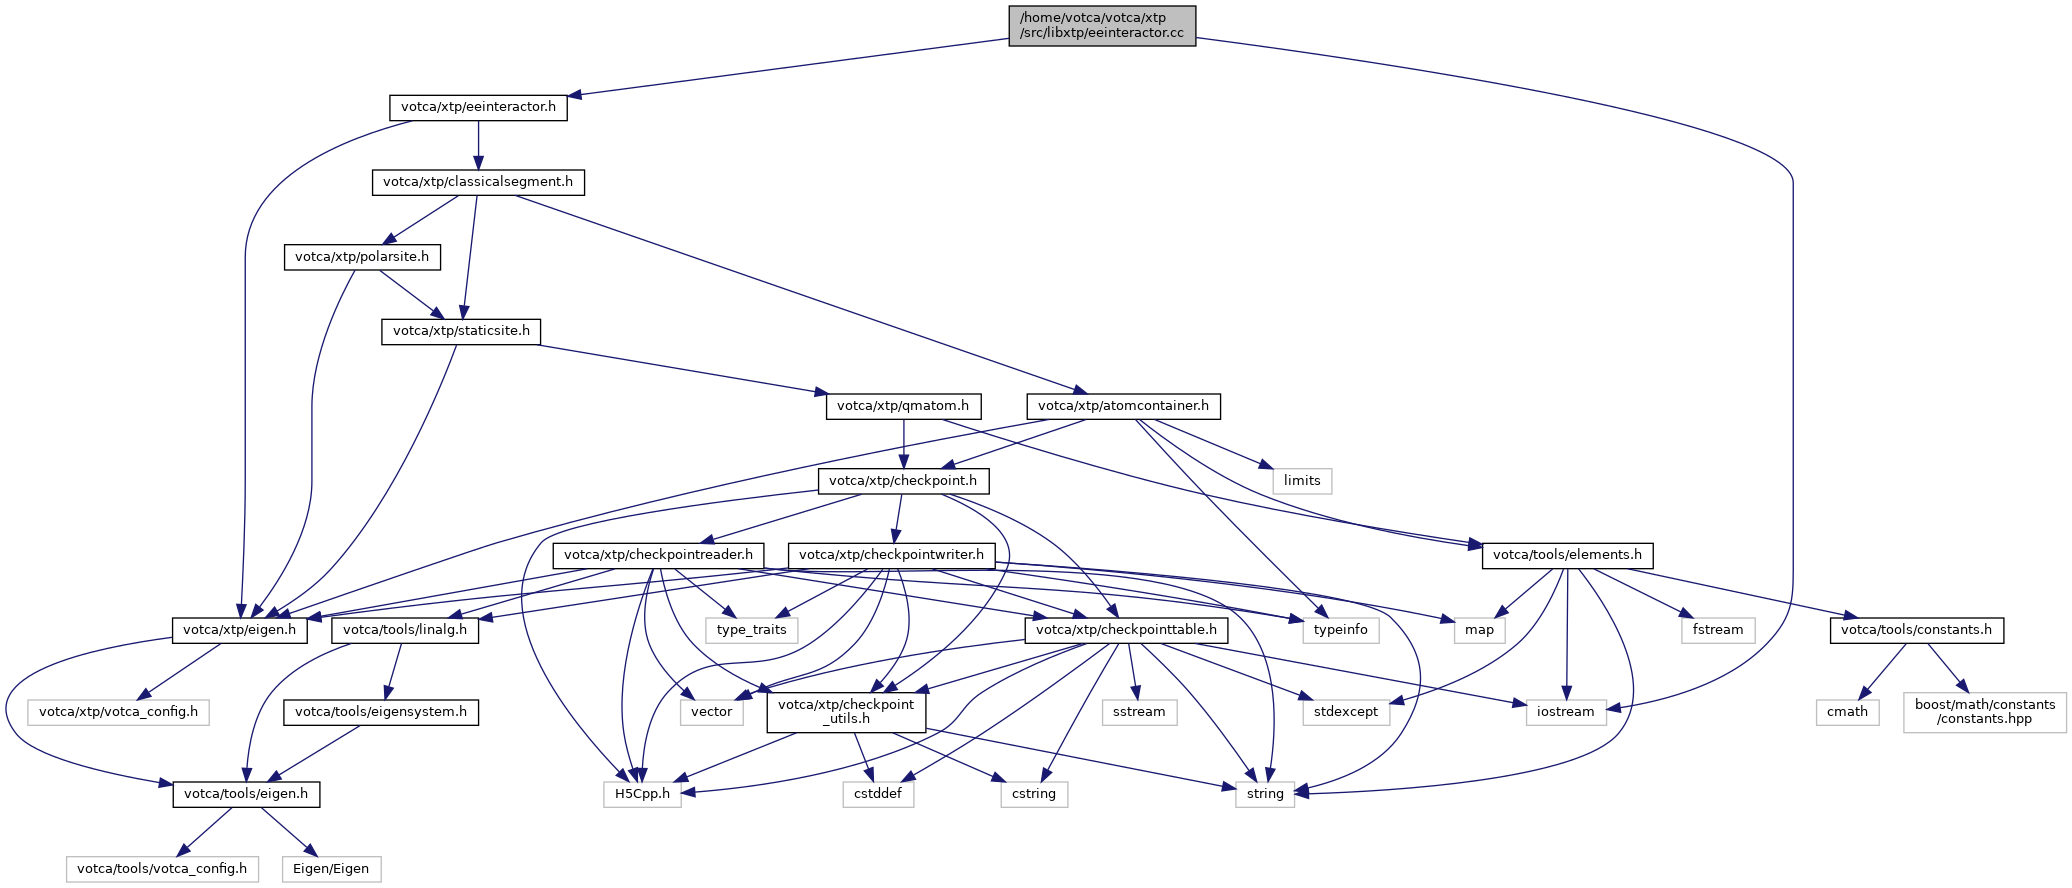 /home/votca/votca/xtp
/src/libxtp/eeinteractor.cc
votca/xtp/eeinteractor.h
votca/xtp/classicalsegment.h
votca/xtp/polarsite.h
votca/xtp/staticsite.h
votca/xtp/qmatom.h
votca/xtp/atomcontainer.h
votca/xtp/checkpoint.h
limits
votca/xtp/checkpointreader.h
votca/xtp/checkpointwriter.h
votca/tools/elements.h
votca/xtp/eigen.h
votca/tools/linalg.h
type_traits
votca/xtp/checkpointtable.h
typeinfo
map
fstream
votca/tools/constants.h
votca/xtp/votca_config.h
votca/tools/eigensystem.h
vector
votca/xtp/checkpoint
_utils.h
sstream
stdexcept
iostream
cmath
boost/math/constants
/constants.hpp
votca/tools/eigen.h
H5Cpp.h
cstddef
cstring
string
votca/tools/votca_config.h
Eigen/Eigen